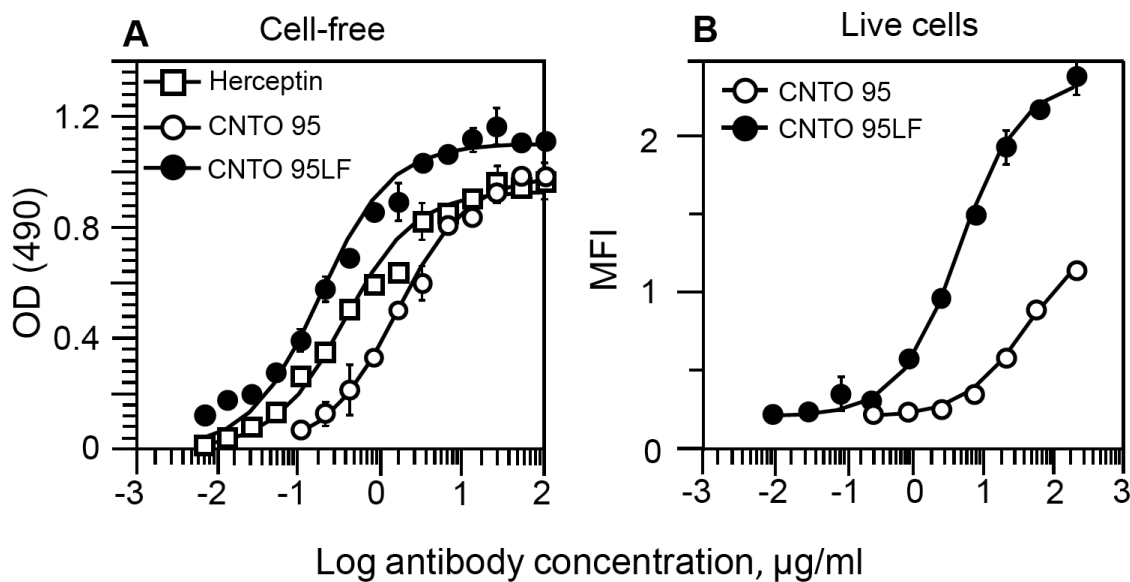 A
Cell-free
Herceptin
CNTO 95
CNTO 95LF
1.2
0.8
0.4
0
OD (490)
-3
-2
-1
0
1
2
B
Live cells
CNTO 95
CNTO 95LF
2
1
0
MFI
-3
-2
-1
0
1
2
3
Log antibody concentration, µg/ml